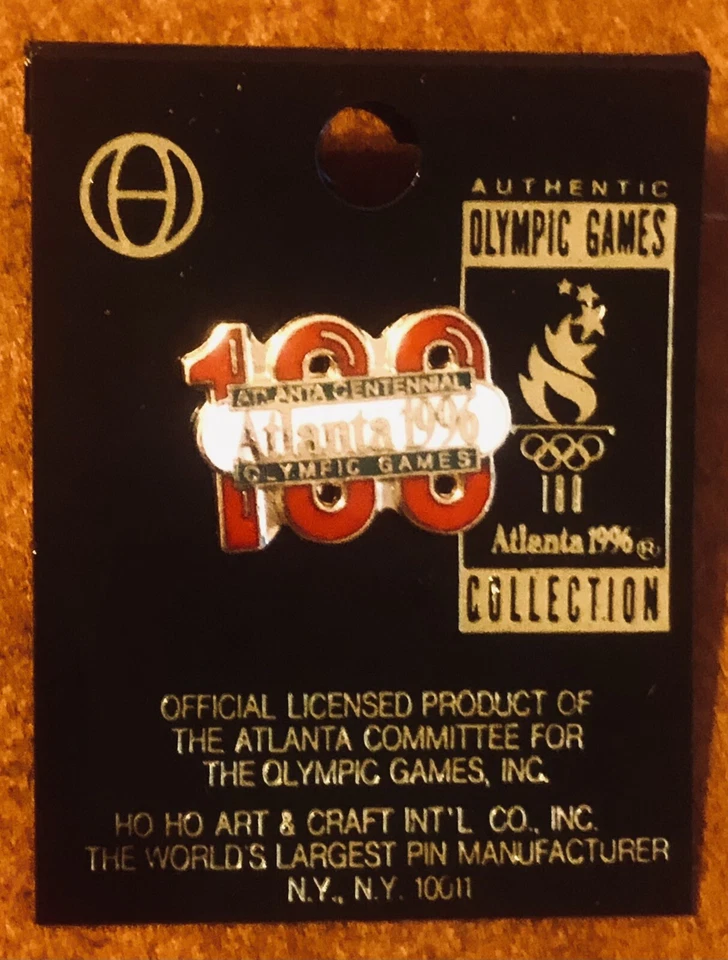 AUTHENTIC
OLYMPIC GAMES
100
Atlanta 1996 ®
COLLECTION
100
ATLANTA CENTENNIAL
Atlanta 1996
OLYMPIC GAMES
OFFICIAL LICENSED PRODUCT OF
THE ATLANTA COMMITTEE FOR
THE OLYMPIC GAMES, INC.
HO HO ART & CRAFT INT'L CO., INC.
THE WORLD'S LARGEST PIN MANUFACTURER
N.Y., N.Y. 10011